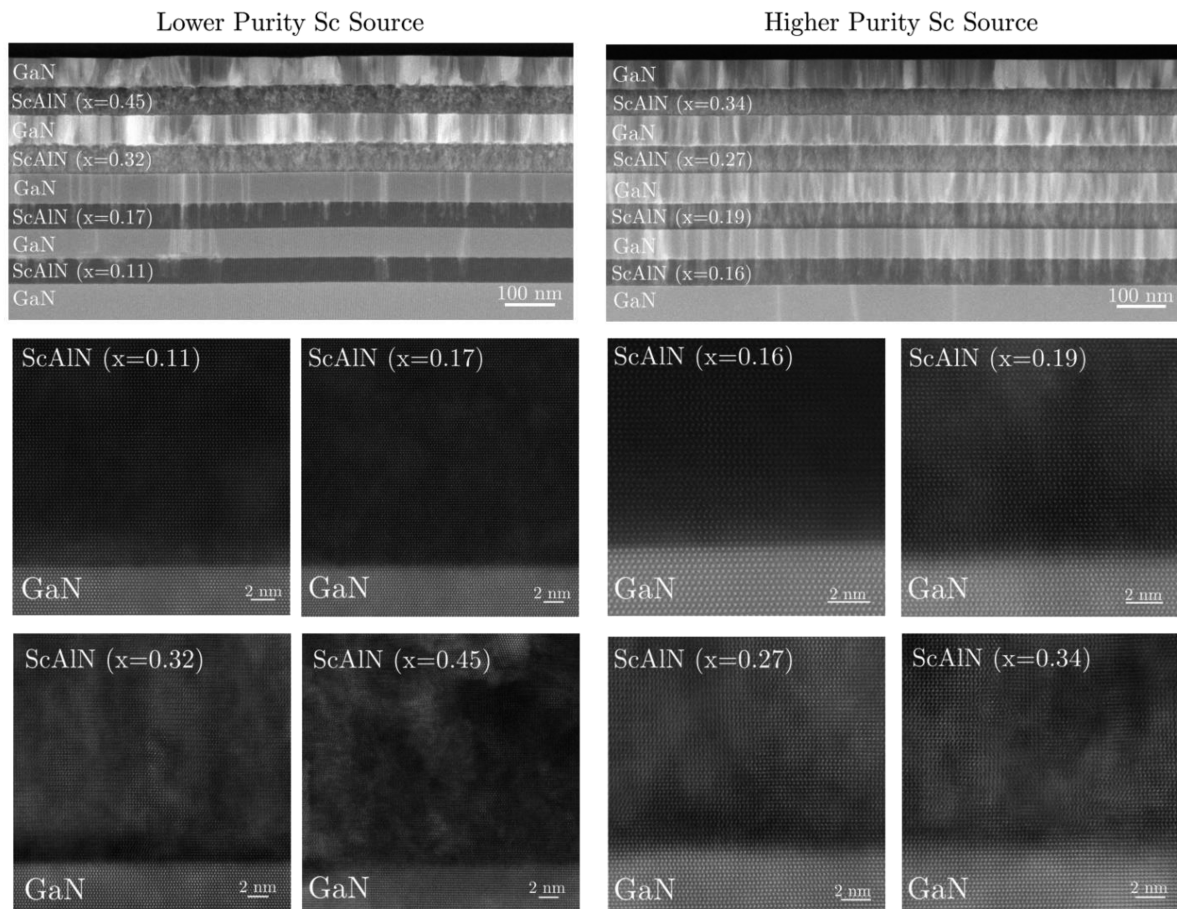 Lower Purity Sc Source
GaN
ScAlN (x=0.45)
GaN
ScAlN (x=0.32)
GaN
ScAlN (x=0.17)
GaN
ScAlN (x=0.11)
GaN
100 nm
Higher Purity Sc Source
GaN
ScAlN (x=0.34)
GaN
ScAlN (x=0.27)
GaN
ScAlN (x=0.19)
GaN
ScAlN (x=0.16)
GaN
100 nm
ScAlN (x=0.11)
GaN
2 nm
ScAlN (x=0.17)
GaN
2 nm
ScAlN (x=0.16)
GaN
2 nm
ScAlN (x=0.19)
GaN
2 nm
ScAlN (x=0.32)
GaN
2 nm
ScAlN (x=0.45)
GaN
2 nm
ScAlN (x=0.27)
GaN
2 nm
ScAlN (x=0.34)
GaN
2 nm